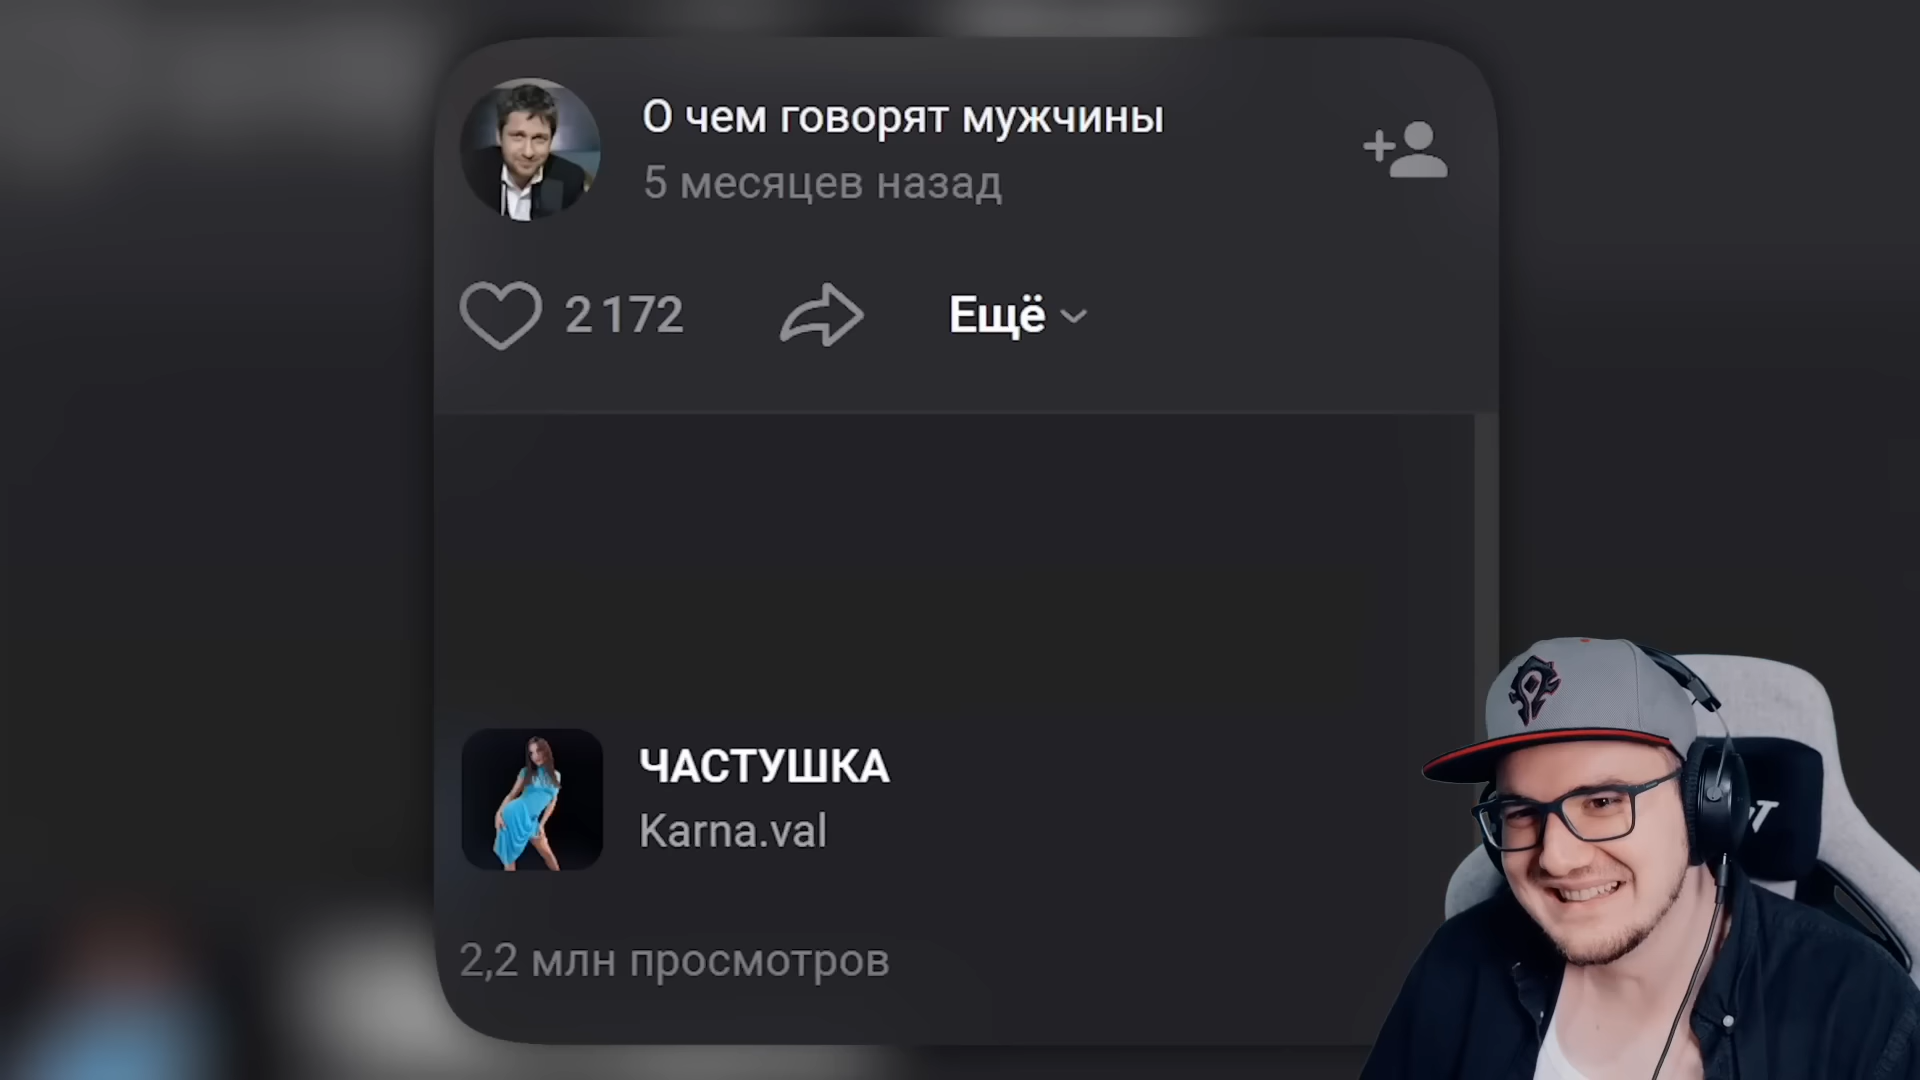 О чем говорят мужчины
5 месяцев назад
2 172
Ещё
ЧАСТУШКА
Karna.val
2,2 млн просмотров